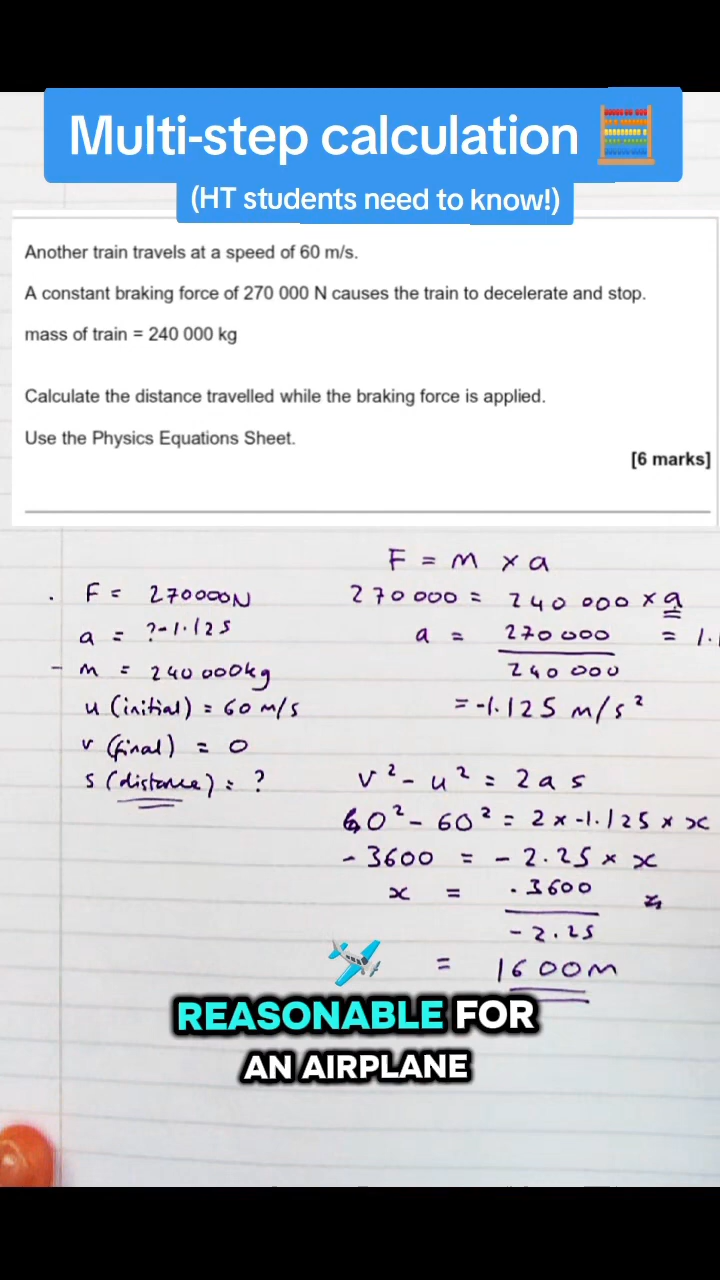 Multi-step calculation
(HT students need to know!)
Another train travels at a speed of 60 m/s.
A constant braking force of 270 000 N causes the train to decelerate and stop.
mass of train = 240 000 kg
Calculate the distance travelled while the braking force is applied.
Use the Physics Equations Sheet.
[6 marks]
F = 270000N
a = ?-1.125
- m = 240 000kg
u (initial) = 60 m/s
v (final) = 0
s (distance) = ?
F = m × a
270 000 = 240 000 × a
a = 270 000 / 240 000 = 1.1
= -1.125 m/s²
v² - u² = 2 a s
0² - 60² = 2 × -1.125 × x
- 3600 = - 2.25 × x
x = -3600 / -2.25
= 1600m
REASONABLE FOR
AN AIRPLANE